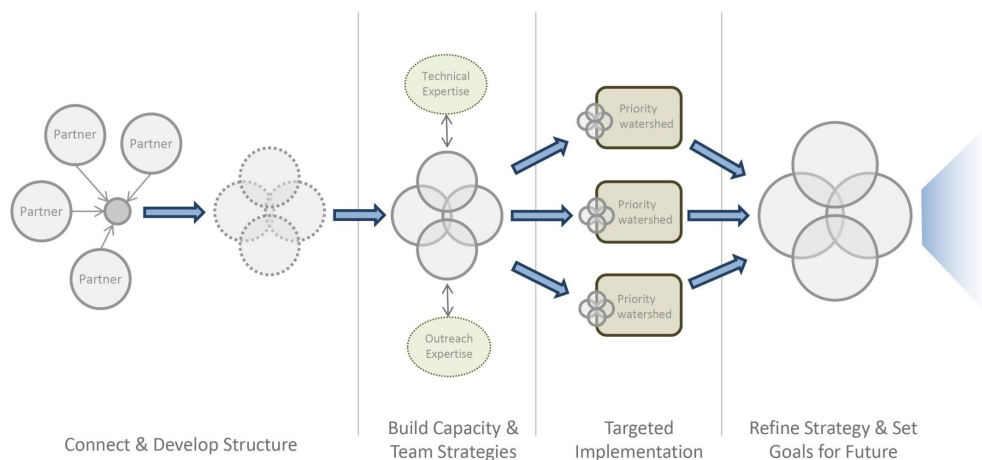 Technical
Expertise
Partner
Partner
Partner
Partner
Priority
watershed
Priority
watershed
Priority
watershed
Outreach
Expertise
Connect & Develop Structure
Build Capacity &
Team Strategies
Targeted
Implementation
Refine Strategy & Set
Goals for Future